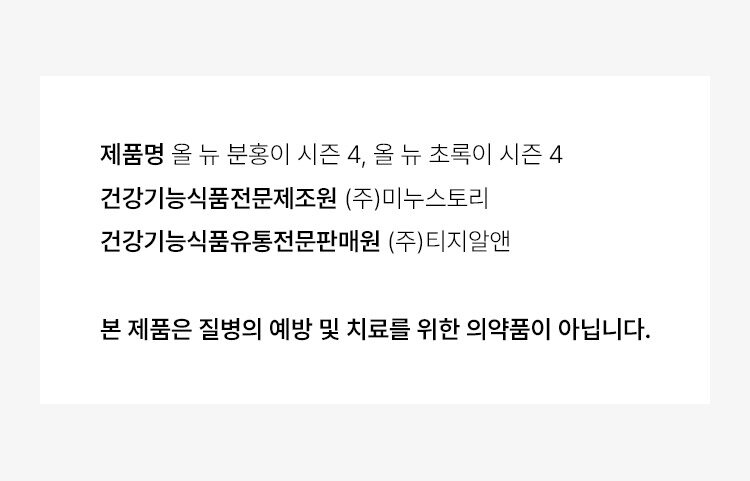 제품명 올 뉴 분홍이 시즌 4, 올 뉴 초록이 시즌 4
건강기능식품전문제조원 (주)미누스토리
건강기능식품유통전문판매원 (주)티지알앤
본 제품은 질병의 예방 및 치료를 위한 의약품이 아닙니다.